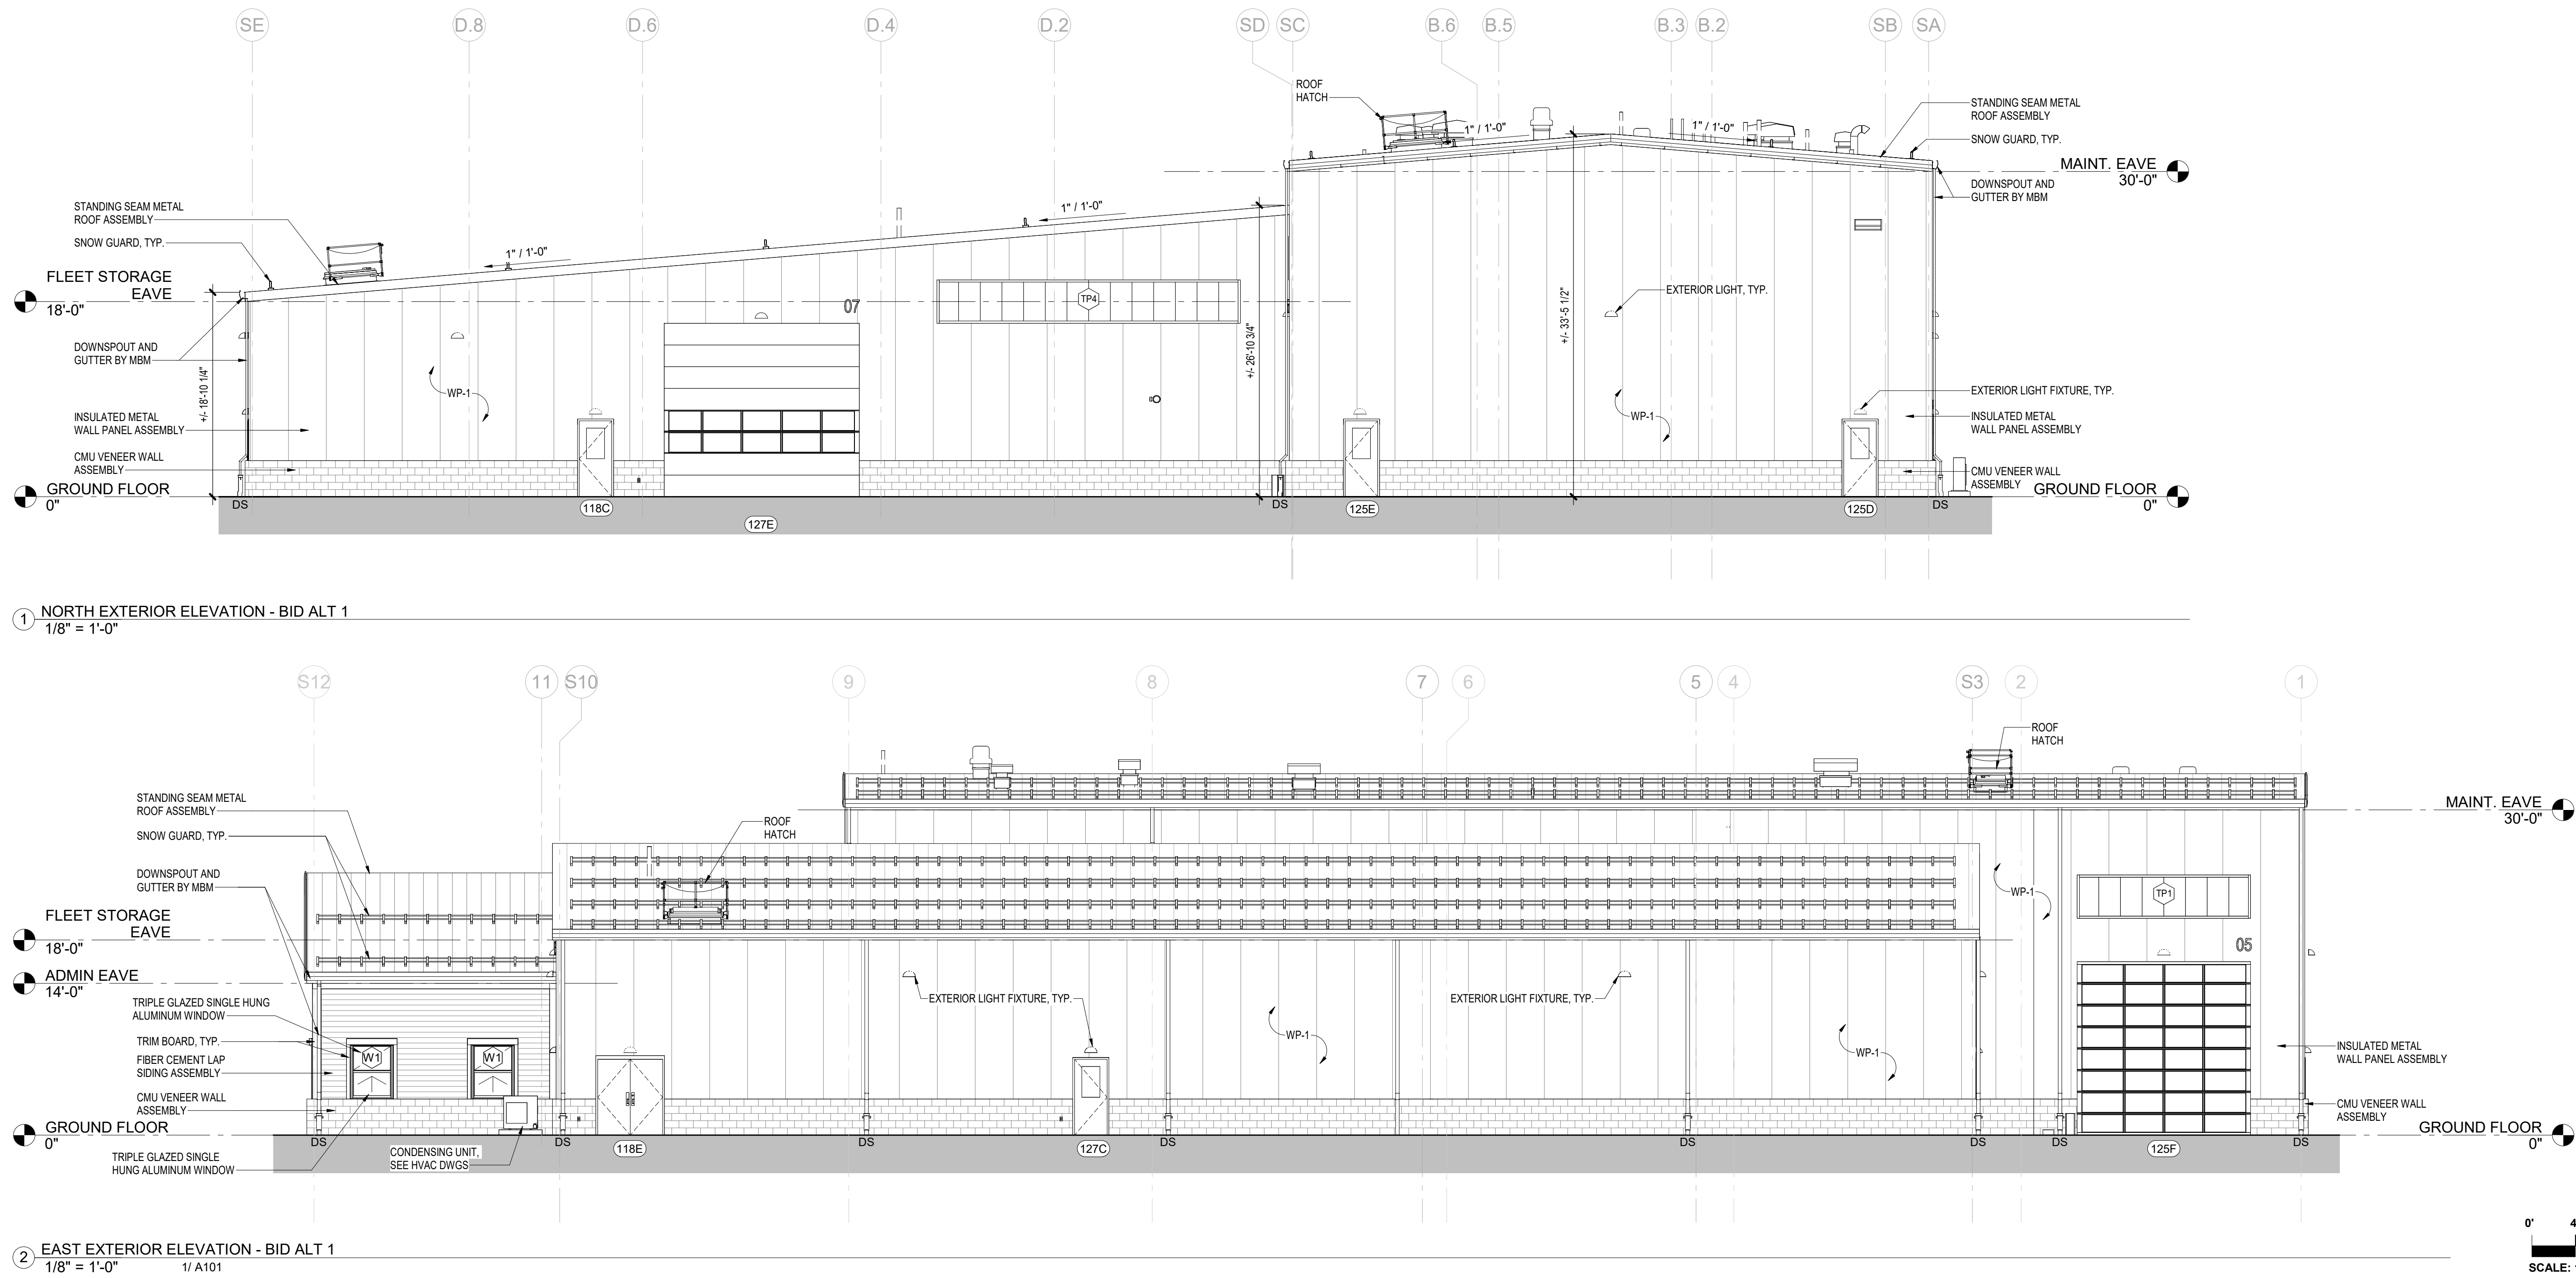 SE
D.8
D.6
D.4
D.2
SD
SC
B.6
B.5
B.3
B.2
SB
SA
ROOF
HATCH
1" / 1'-0"
1" / 1'-0"
STANDING SEAM METAL
ROOF ASSEMBLY
SNOW GUARD, TYP.
MAINT. EAVE
30'-0"
DOWNSPOUT AND
GUTTER BY MBM
STANDING SEAM METAL
ROOF ASSEMBLY
SNOW GUARD, TYP.
1" / 1'-0"
1" / 1'-0"
FLEET STORAGE
EAVE
18'-0"
07
TP4
EXTERIOR LIGHT, TYP.
DOWNSPOUT AND
GUTTER BY MBM
+/- 18'-10 1/4"
+/- 26'-10 3/4"
+/- 33'-5 1/2"
WP-1
WP-1
EXTERIOR LIGHT FIXTURE, TYP.
INSULATED METAL
WALL PANEL ASSEMBLY
INSULATED METAL
WALL PANEL ASSEMBLY
CMU VENEER WALL
ASSEMBLY
CMU VENEER WALL
ASSEMBLY
GROUND FLOOR
0"
GROUND FLOOR
0"
DS
118C
127E
DS
125E
125D
DS
1
NORTH EXTERIOR ELEVATION - BID ALT 1
1/8" = 1'-0"
S12
11
S10
9
8
7
6
5
4
S3
2
1
ROOF
HATCH
STANDING SEAM METAL
ROOF ASSEMBLY
MAINT. EAVE
30'-0"
ROOF
HATCH
SNOW GUARD, TYP.
DOWNSPOUT AND
GUTTER BY MBM
WP-1
TP1
FLEET STORAGE
EAVE
18'-0"
05
ADMIN EAVE
14'-0"
TRIPLE GLAZED SINGLE HUNG
ALUMINUM WINDOW
EXTERIOR LIGHT FIXTURE, TYP.
EXTERIOR LIGHT FIXTURE, TYP.
WP-1
WP-1
TRIM BOARD, TYP.
W1
W1
FIBER CEMENT LAP
SIDING ASSEMBLY
INSULATED METAL
WALL PANEL ASSEMBLY
CMU VENEER WALL
ASSEMBLY
CMU VENEER WALL
ASSEMBLY
GROUND FLOOR
0"
GROUND FLOOR
0"
DS
DS
118E
DS
127C
DS
DS
DS
DS
125F
DS
CONDENSING UNIT,
SEE HVAC DWGS
TRIPLE GLAZED SINGLE
HUNG ALUMINUM WINDOW
2
EAST EXTERIOR ELEVATION - BID ALT 1
1/8" = 1'-0"
1/ A101
0'
4
SCALE: